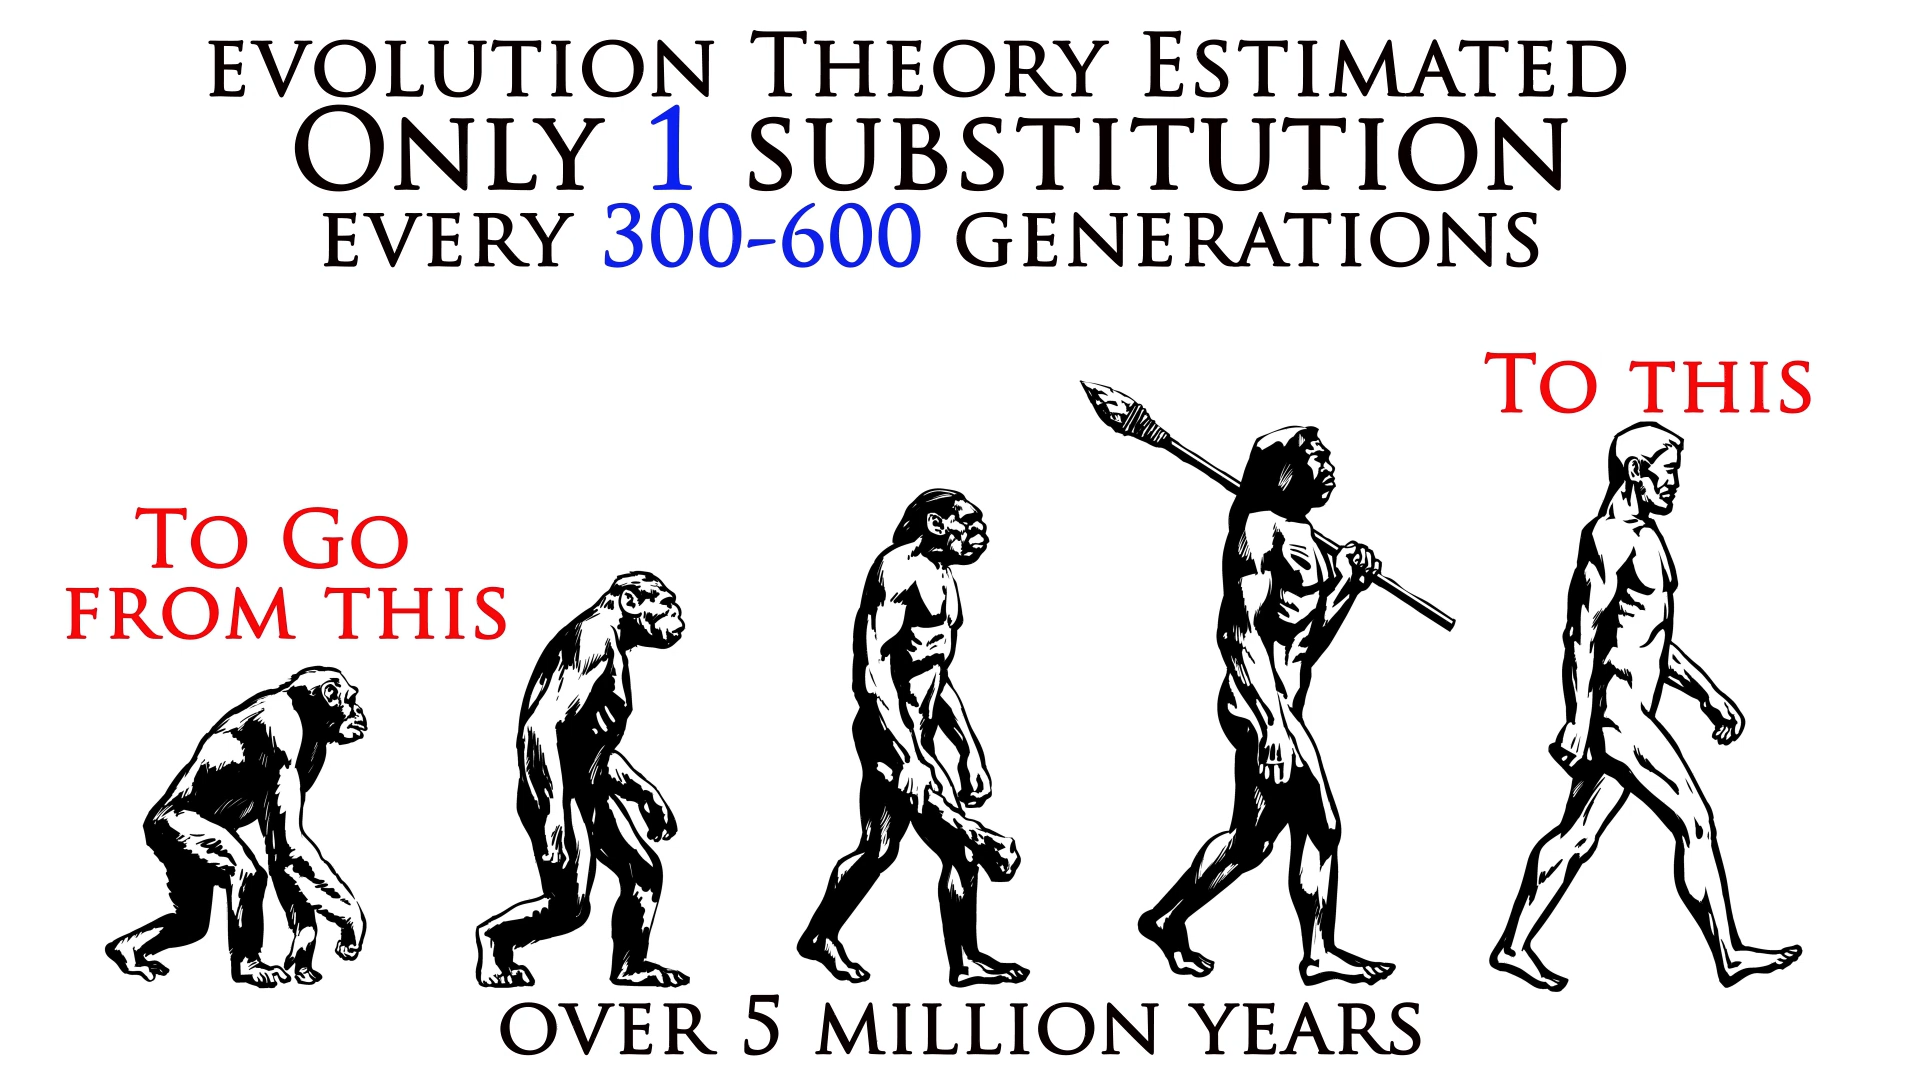 evolution Theory Estimated
Only 1 substitution
every 300-600 generations
To this
To Go
from this
over 5 million years